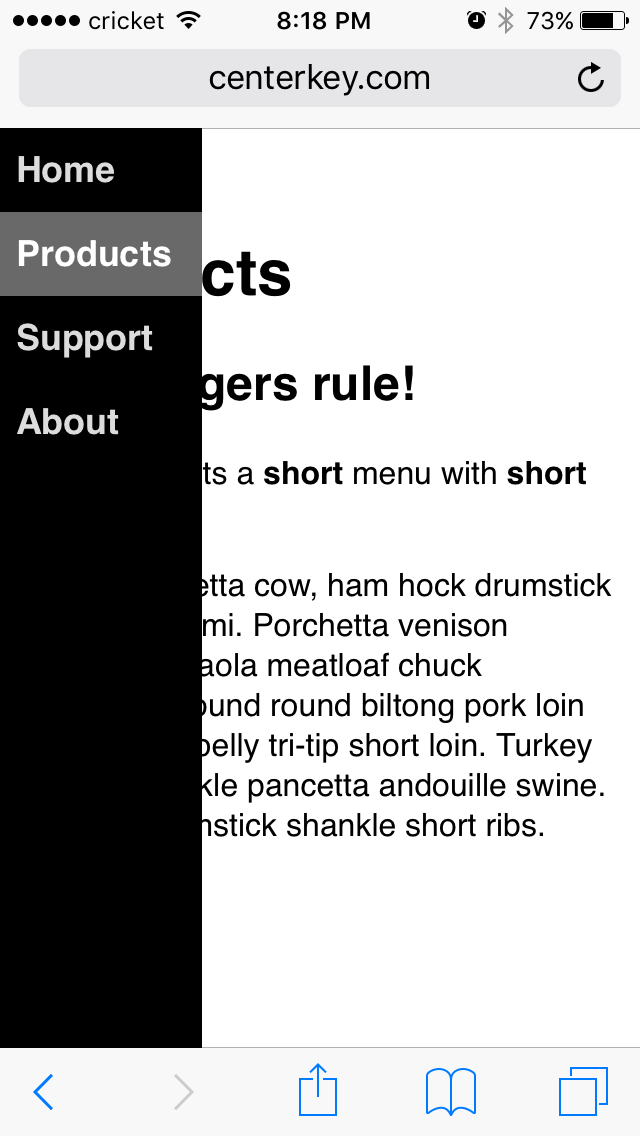 cricket 8:18 PM 73%
centerkey.com
Home
Products
cts
Support
gers rule!
About
ts a short menu with short
etta cow, ham hock drumstick
mi. Porchetta venison
aola meatloaf chuck
ound round biltong pork loin
belly tri-tip short loin. Turkey
kle pancetta andouille swine.
mstick shankle short ribs.